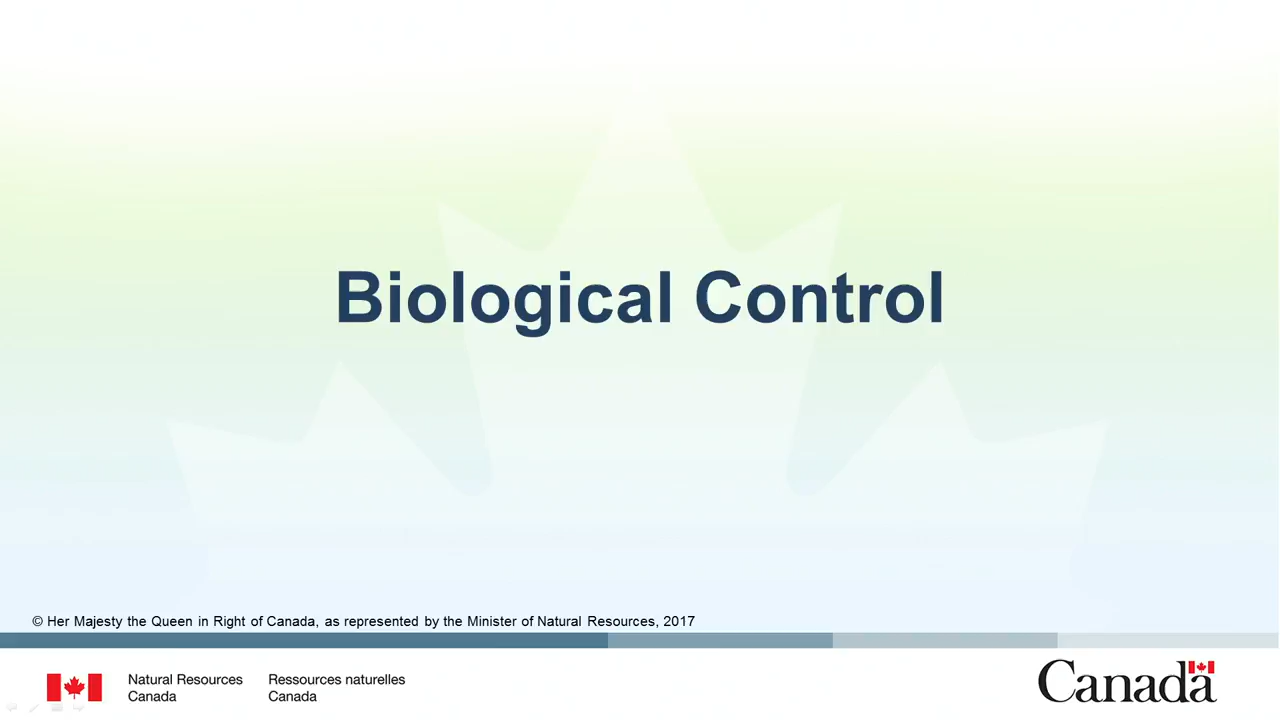 Biological Control
© Her Majesty the Queen in Right of Canada, as represented by the Minister of Natural Resources, 2017
Natural Resources Canada
Ressources naturelles Canada
Canada